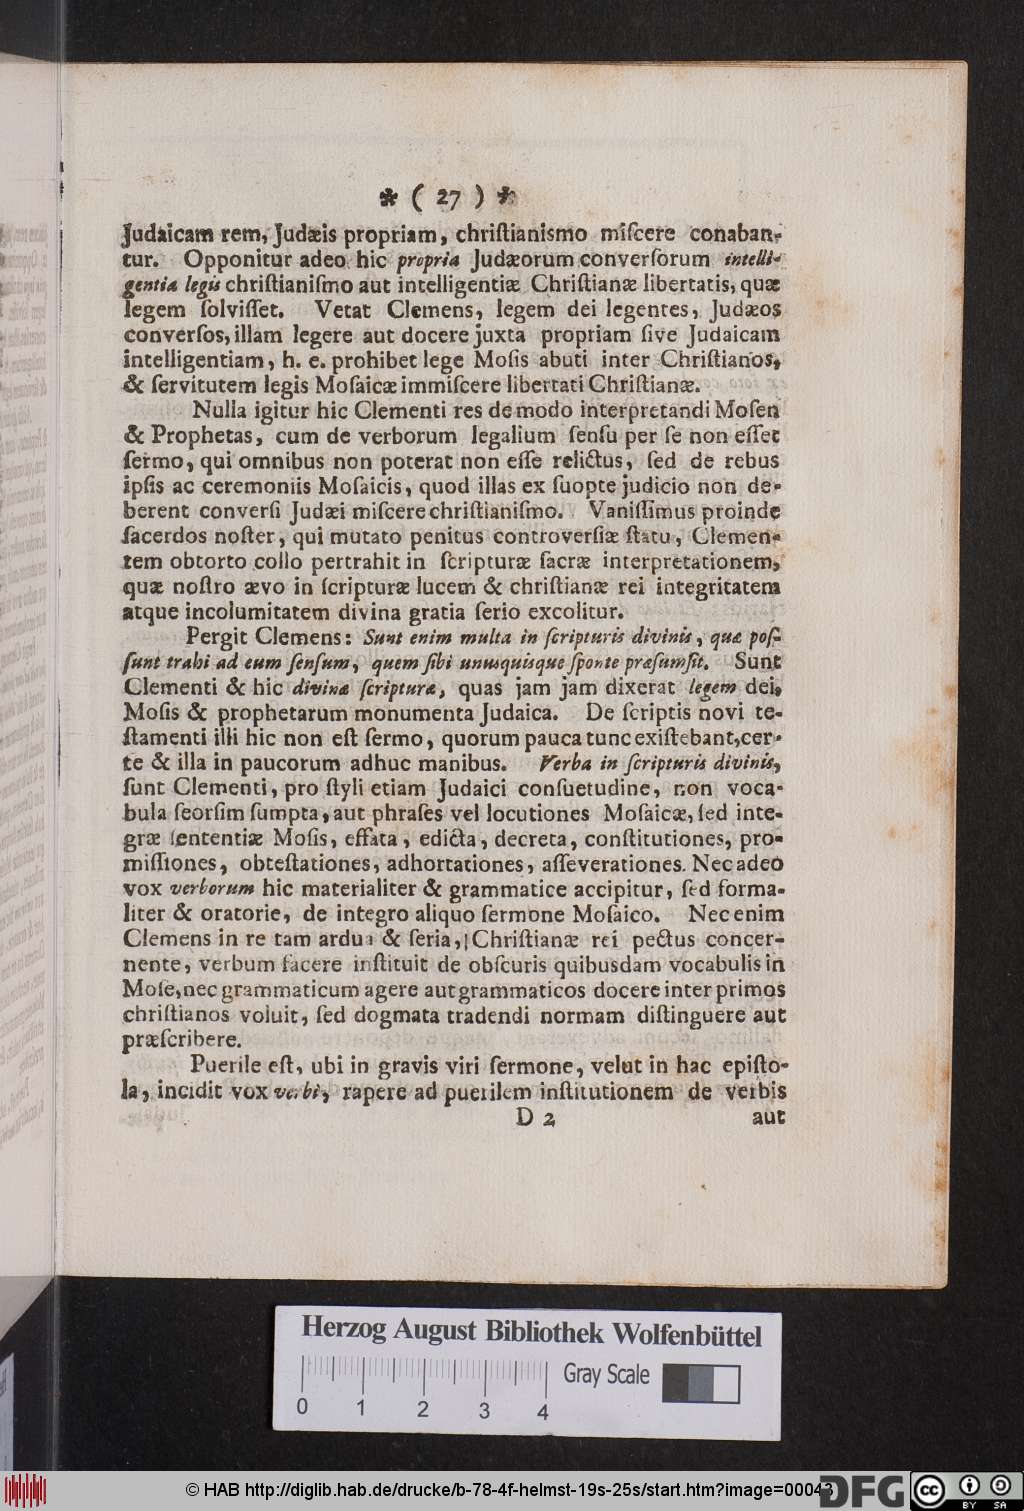 * ( 27 ) *
Judaicam rem, Judæis propriam, chriſtianismo miſcere conaban-
tur. Opponitur adeo hic propria Judæorum converſorum intelli-
gentia legis chriſtianiſmo aut intelligentiæ Chriſtianæ libertatis, quæ
legem ſolviſſet. Vetat Clemens, legem dei legentes, Judæos
converſos, illam legere aut docere juxta propriam ſive Judaicam
intelligentiam, h. e. prohibet lege Moſis abuti inter Chriſtianos,
& ſervitutem legis Moſaicæ immiſcere libertati Chriſtianæ.
Nulla igitur hic Clementi res de modo interpretandi Moſen
& Prophetas, cum de verborum legalium ſenſu per ſe non eſſet
ſermo, qui omnibus non poterat non eſſe relictus, ſed de rebus
ipſis ac ceremoniis Moſaicis, quod illas ex ſuopte judicio non de-
berent converſi Judæi miſcere chriſtianiſmo. Vaniſſimus proinde
ſacerdos noſter, qui mutato penitus controverſiæ ſtatu, Clemen-
tem obtorto collo pertrahit in ſcripturæ ſacræ interpretationem,
quæ noſtro ævo in ſcripturæ lucem & chriſtianæ rei integritatem
atque incolumitatem divina gratia ſerio excolitur.
Pergit Clemens: Sunt enim multa in ſcripturis divinis, quæ poſ-
ſunt trahi ad eum ſenſum, quem ſibi unusquisque ſponte præſumſit. Sunt
Clementi & hic divinæ ſcripturæ, quas jam jam dixerat legem dei,
Moſis & prophetarum monumenta Judaica. De ſcriptis novi te-
ſtamenti illi hic non eſt ſermo, quorum pauca tunc exiſtebant, cer-
te & illa in paucorum adhuc manibus. Verba in ſcripturis divinis,
ſunt Clementi, pro ſtyli etiam Judaici conſuetudine, non voca-
bula ſeorſim ſumpta, aut phraſes vel locutiones Moſaicæ, ſed inte-
græ ſententiæ Moſis, effata, edicta, decreta, conſtitutiones, pro-
miſſiones, obteſtationes, adhortationes, aſſeverationes. Nec adeo
vox verborum hic materialiter & grammatice accipitur, ſed forma-
liter & oratorie, de integro aliquo ſermone Moſaico. Nec enim
Clemens in re tam ardua & ſeria, Chriſtianæ rei pectus concer-
nente, verbum facere inſtituit de obſcuris quibusdam vocabulis in
Moſe, nec grammaticum agere aut grammaticos docere inter primos
chriſtianos voluit, ſed dogmata tradendi normam diſtinguere aut
præſcribere.
Puerile eſt, ubi in gravis viri ſermone, velut in hac epiſto-
la, incidit vox verbi, rapere ad puerilem inſtitutionem de verbis
D 2 aut
Herzog August Bibliothek Wolfenbüttel
Gray Scale
0 1 2 3 4
© HAB http://diglib.hab.de/drucke/b-78-4f-helmst-19s-25s/start.htm?image=00043
DFG cc BY SA